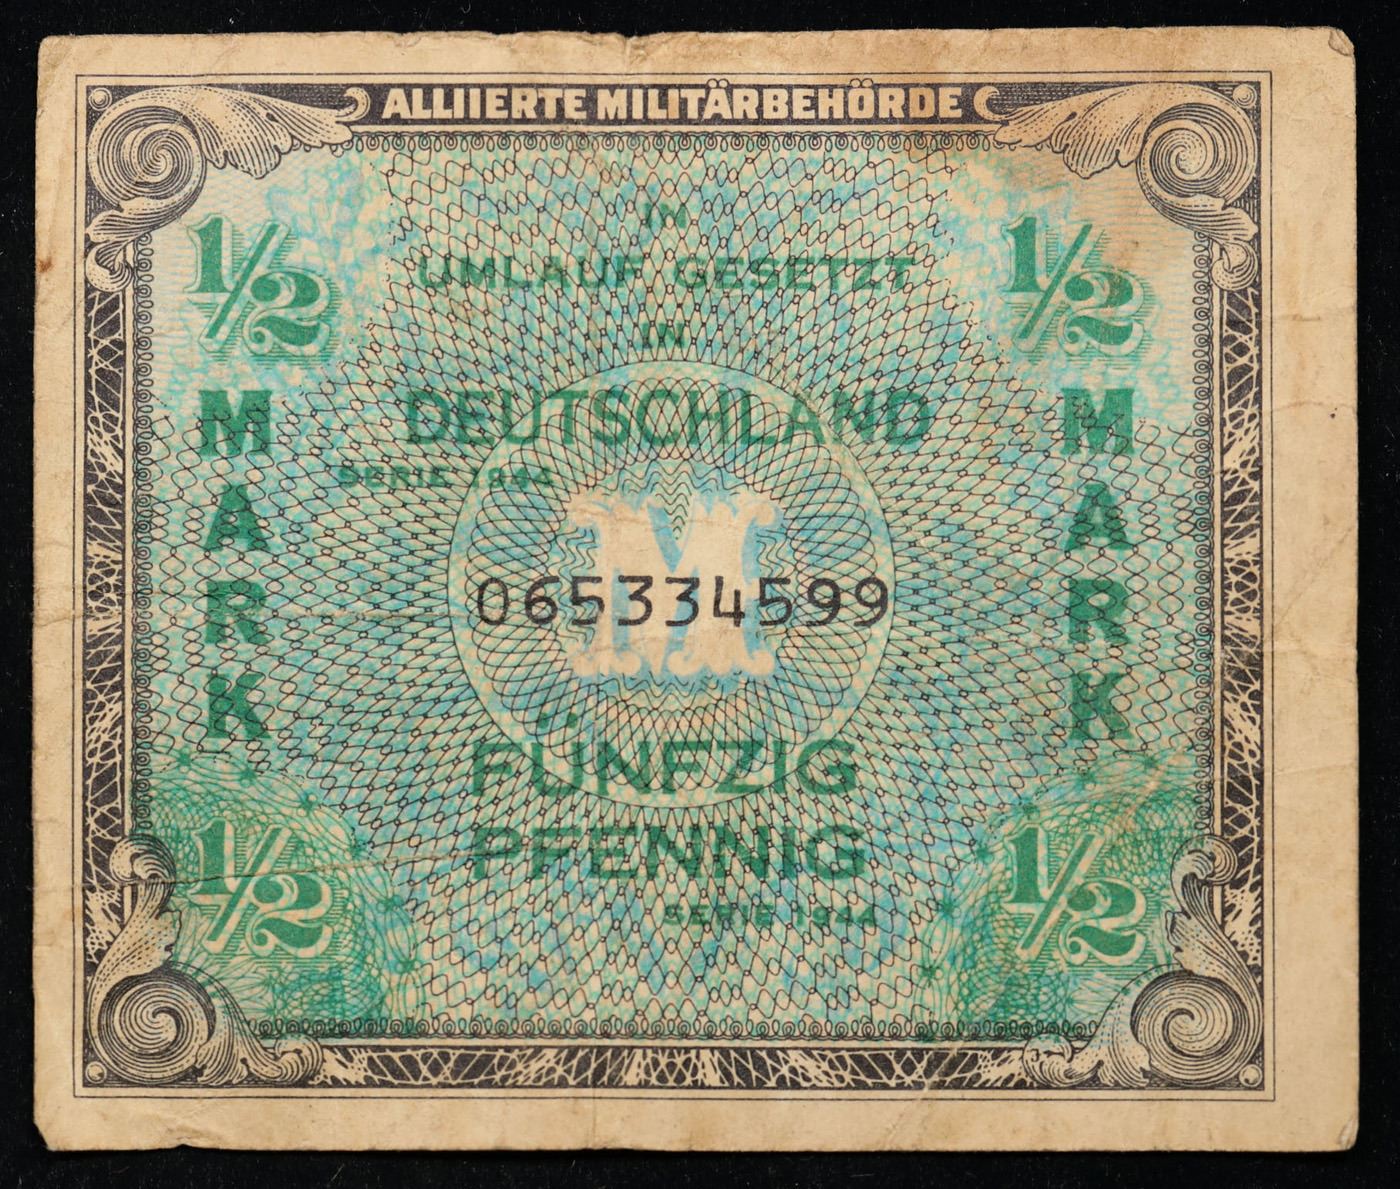 ALLIIERTE MILITÄRBEHÖRDE
1/2 1/2
IN
UMLAUF GESETZT
IN
DEUTSCHLAND
MARK MARK
SERIE 1944
M
065334599
FÜNFZIG
PFENNIG
1/2 1/2
SERIE 1944